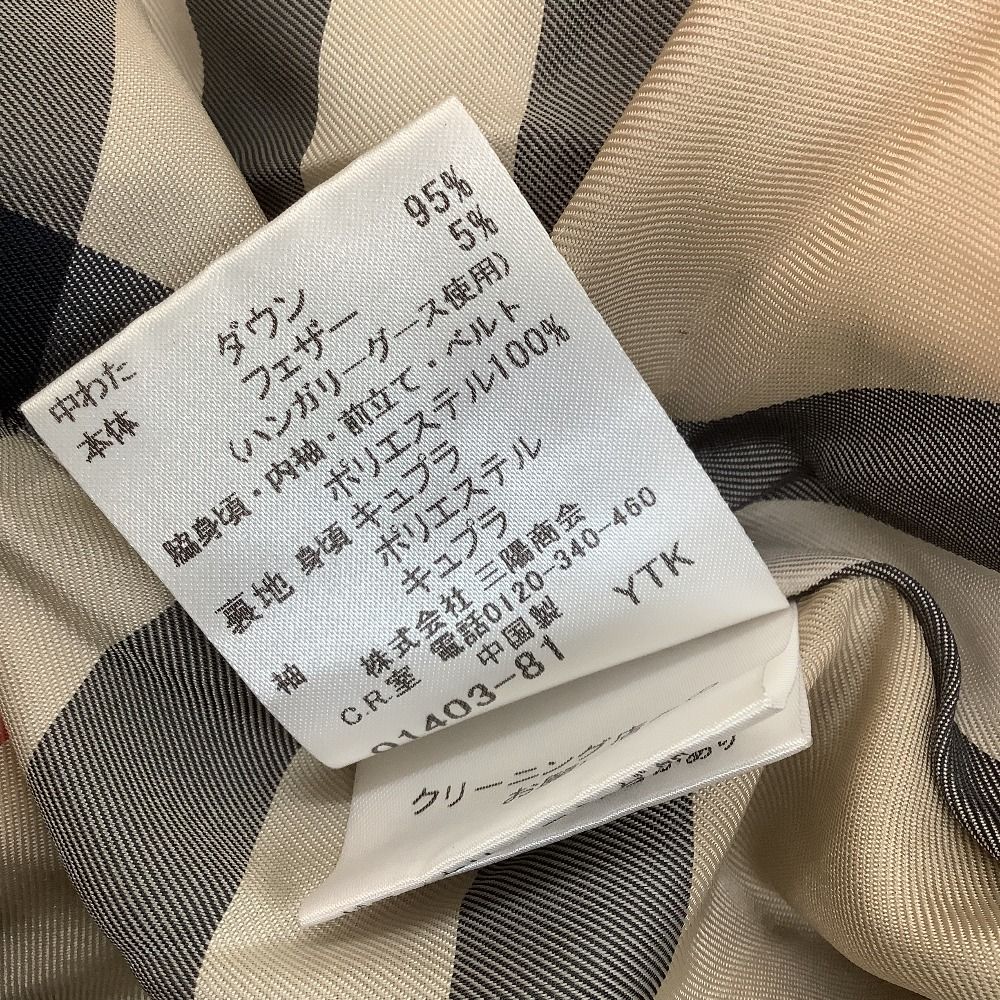 中わた
本体 ダウン 95%
フェザー 5%
(ハンガリーグース使用)
脇身頃・内袖・前立て・ベルト
ポリエステル100%
裏地 身頃 キュプラ
ポリエステル
袖 キュプラ
株式会社 三陽商会
C.R.室 電話0120-340-460
中国製
01403-81 YTK
クリーニング店